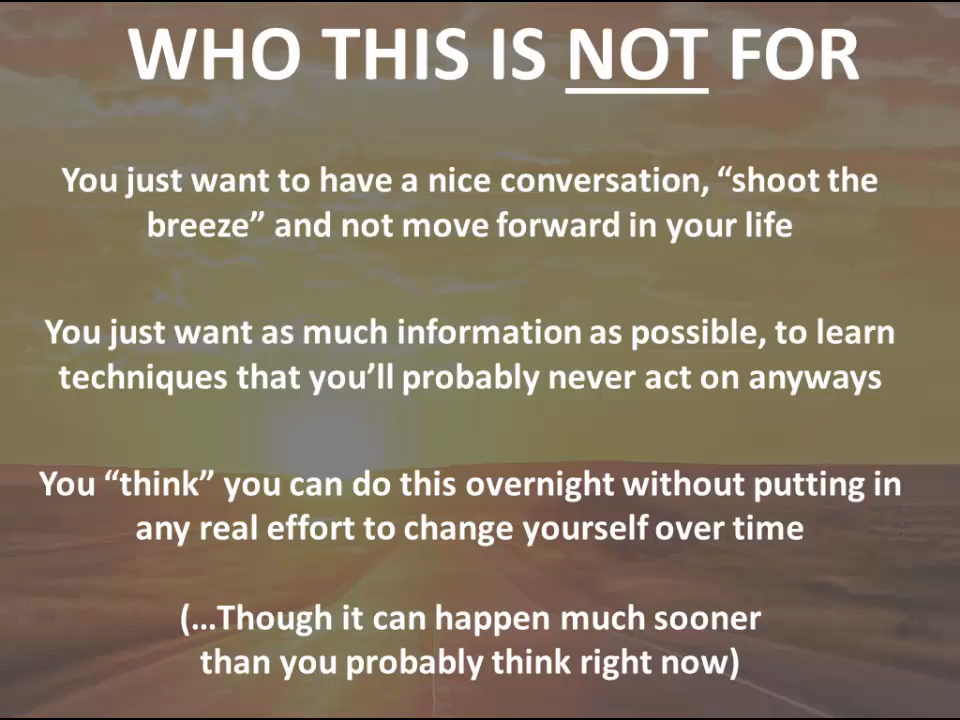 WHO THIS IS NOT FOR
You just want to have a nice conversation, “shoot the
breeze” and not move forward in your life
You just want as much information as possible, to learn
techniques that you’ll probably never act on anyways
You “think” you can do this overnight without putting in
any real effort to change yourself over time
(...Though it can happen much sooner
than you probably think right now)